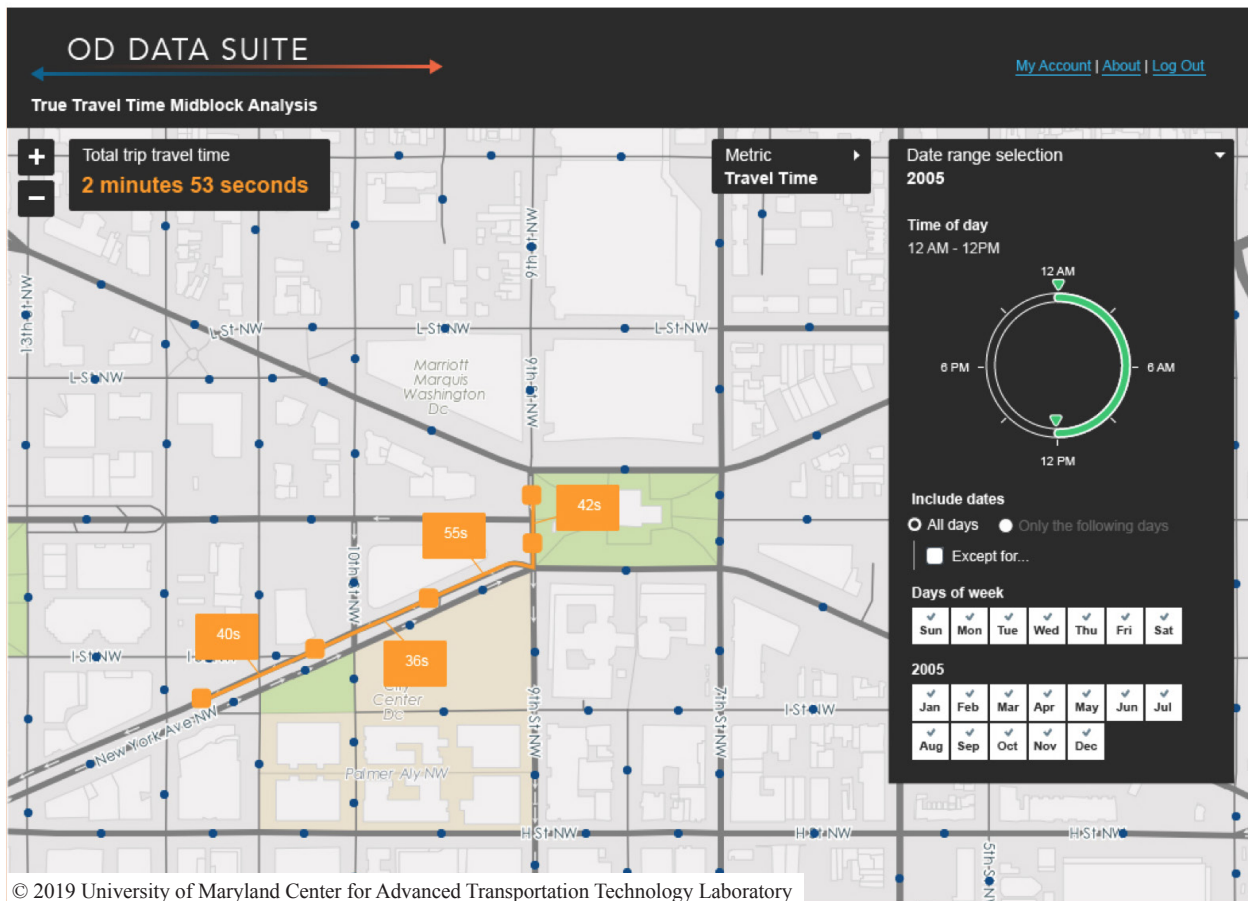 OD DATA SUITE
My Account | About | Log Out
True Travel Time Midblock Analysis
+
−
Total trip travel time
2 minutes 53 seconds
Metric
Travel Time
Date range selection
2005
Time of day
12 AM - 12PM
12 AM
6 PM
6 AM
12 PM
Include dates
All days
Only the following days
Except for...
Days of week
Sun Mon Tue Wed Thu Fri Sat
2005
Jan Feb Mar Apr May Jun Jul
Aug Sep Oct Nov Dec
9th St NW
13th St NW
L St NW
L St NW
L St NW
L St NW
Marriott
Marquis
Washington
Dc
9th St NW
42s
55s
10th St NW
40s
36s
I St NW
City
Center
Dc
9th St NW
7th St NW
I St NW
New York Ave NW
Palmer Aly NW
H St NW
H St NW
H St NW
© 2019 University of Maryland Center for Advanced Transportation Technology Laboratory